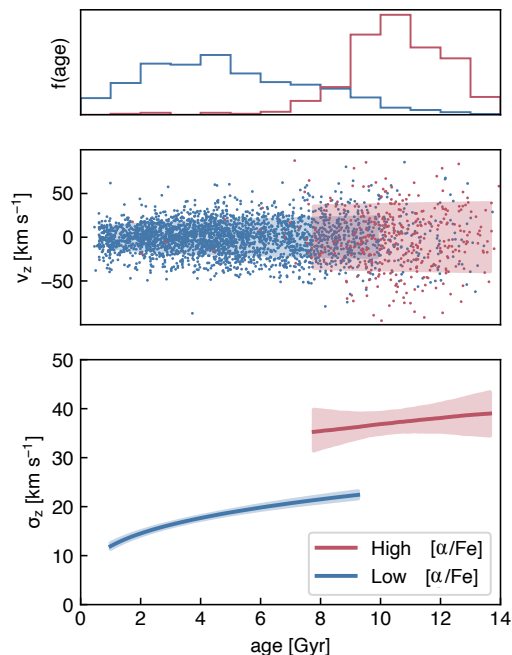 f(age)
v_z [km s⁻¹]
50
0
−50
σ_z [km s⁻¹]
50
40
30
20
10
0
High [α/Fe]
Low [α/Fe]
0 2 4 6 8 10 12 14
age [Gyr]